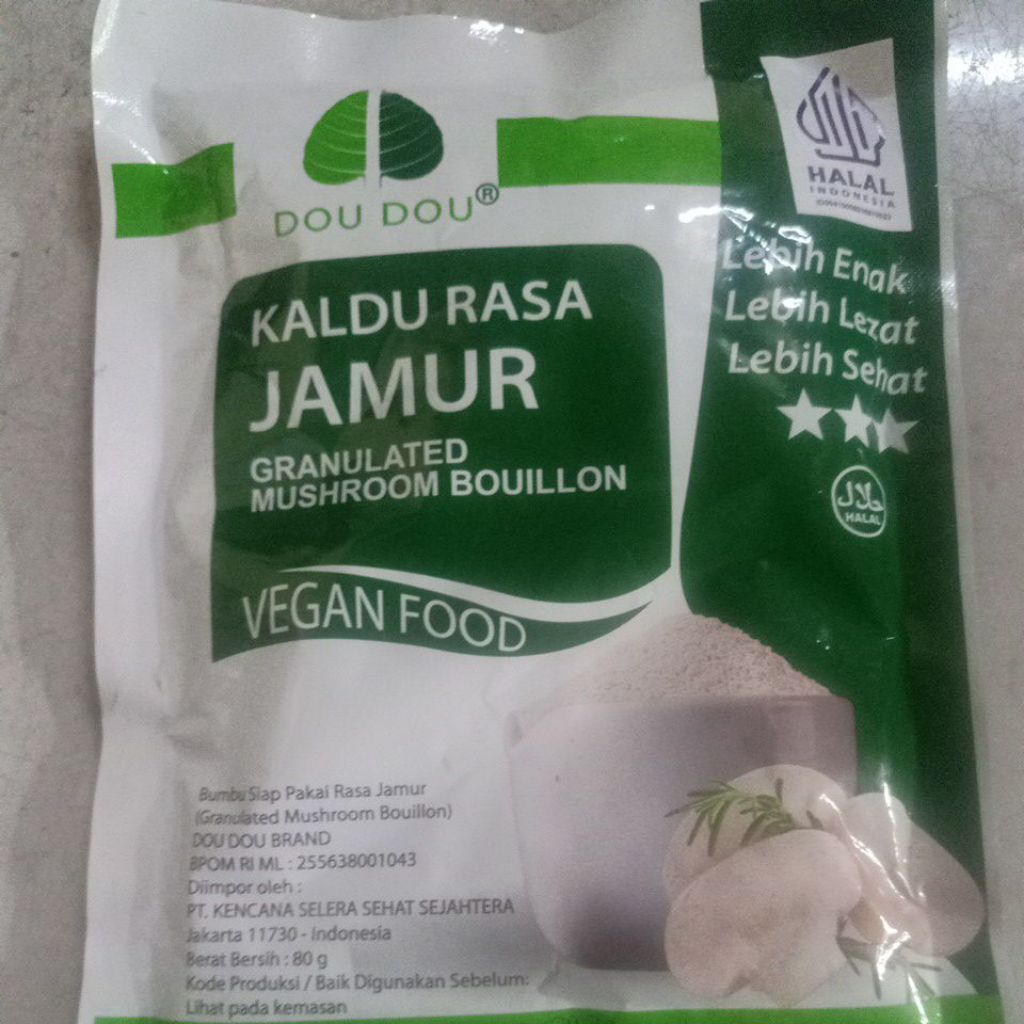 DOU DOU®
KALDU RASA
JAMUR
GRANULATED
MUSHROOM BOUILLON
VEGAN FOOD
HALAL
INDONESIA
Lebih Enak
Lebih Lezat
Lebih Sehat
حلال
HALAL
Bumbu Siap Pakai Rasa Jamur
(Granulated Mushroom Bouillon)
DOU DOU BRAND
BPOM RI ML : 255638001043
Diimpor oleh :
PT. KENCANA SELERA SEHAT SEJAHTERA
Jakarta 11730 - Indonesia
Berat Bersih : 80 g
Kode Produksi / Baik Digunakan Sebelum:
Lihat pada kemasan